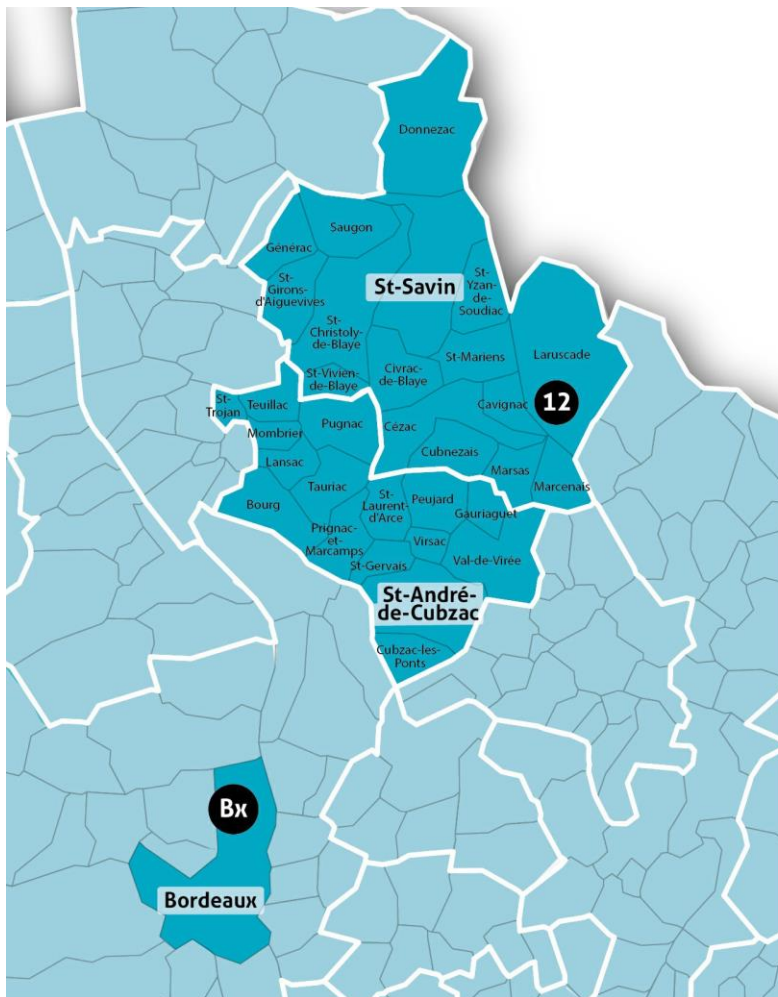 Donnezac
Saugon
Générac
St-
Girons-
d'Aiguevives
St-Savin
St-
Yzan-
de-
Soudiac
St-
Christoly-
de-Blaye
St-Mariens
Laruscade
St-Vivien-
de-Blaye
Civrac-
de-Blaye
St-
Trojan
Teuillac
Cavignac
12
Pugnac
Cézac
Mombrier
Cubnezais
Lansac
Marsas
Marcenais
Tauriac
St-
Laurent-
d'Arce
Peujard
Bourg
Gauriaguet
Prignac-
et-
Marcamps
Virsac
St-Gervais
Val-de-Virée
St-André-
de-Cubzac
Cubzac-les-
Ponts
Bx
Bordeaux